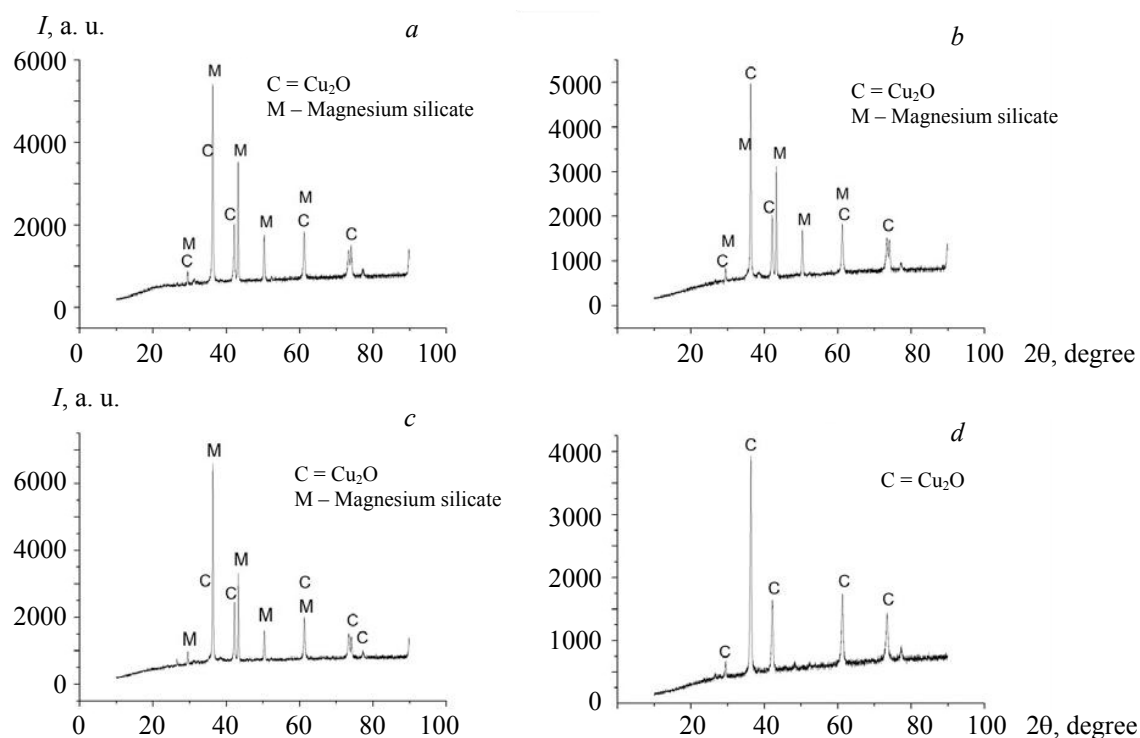 I, a. u.
a
6000
4000
2000
0
0 20 40 60 80 100
C = Cu₂O
M – Magnesium silicate
M
C
M
C
M
C
M
M
C
M
C
b
5000
4000
3000
2000
1000
0
20 40 60 80 100 2θ, degree
C = Cu₂O
M – Magnesium silicate
C
M
M
C
M
M
C
M
C
M
C
I, a. u.
c
6000
4000
2000
0
0 20 40 60 80 100
C = Cu₂O
M – Magnesium silicate
M
C
M
C
M
M
C
M
C
C
d
4000
3000
2000
1000
0
20 40 60 80 100 2θ, degree
C = Cu₂O
C
C
C
C
C